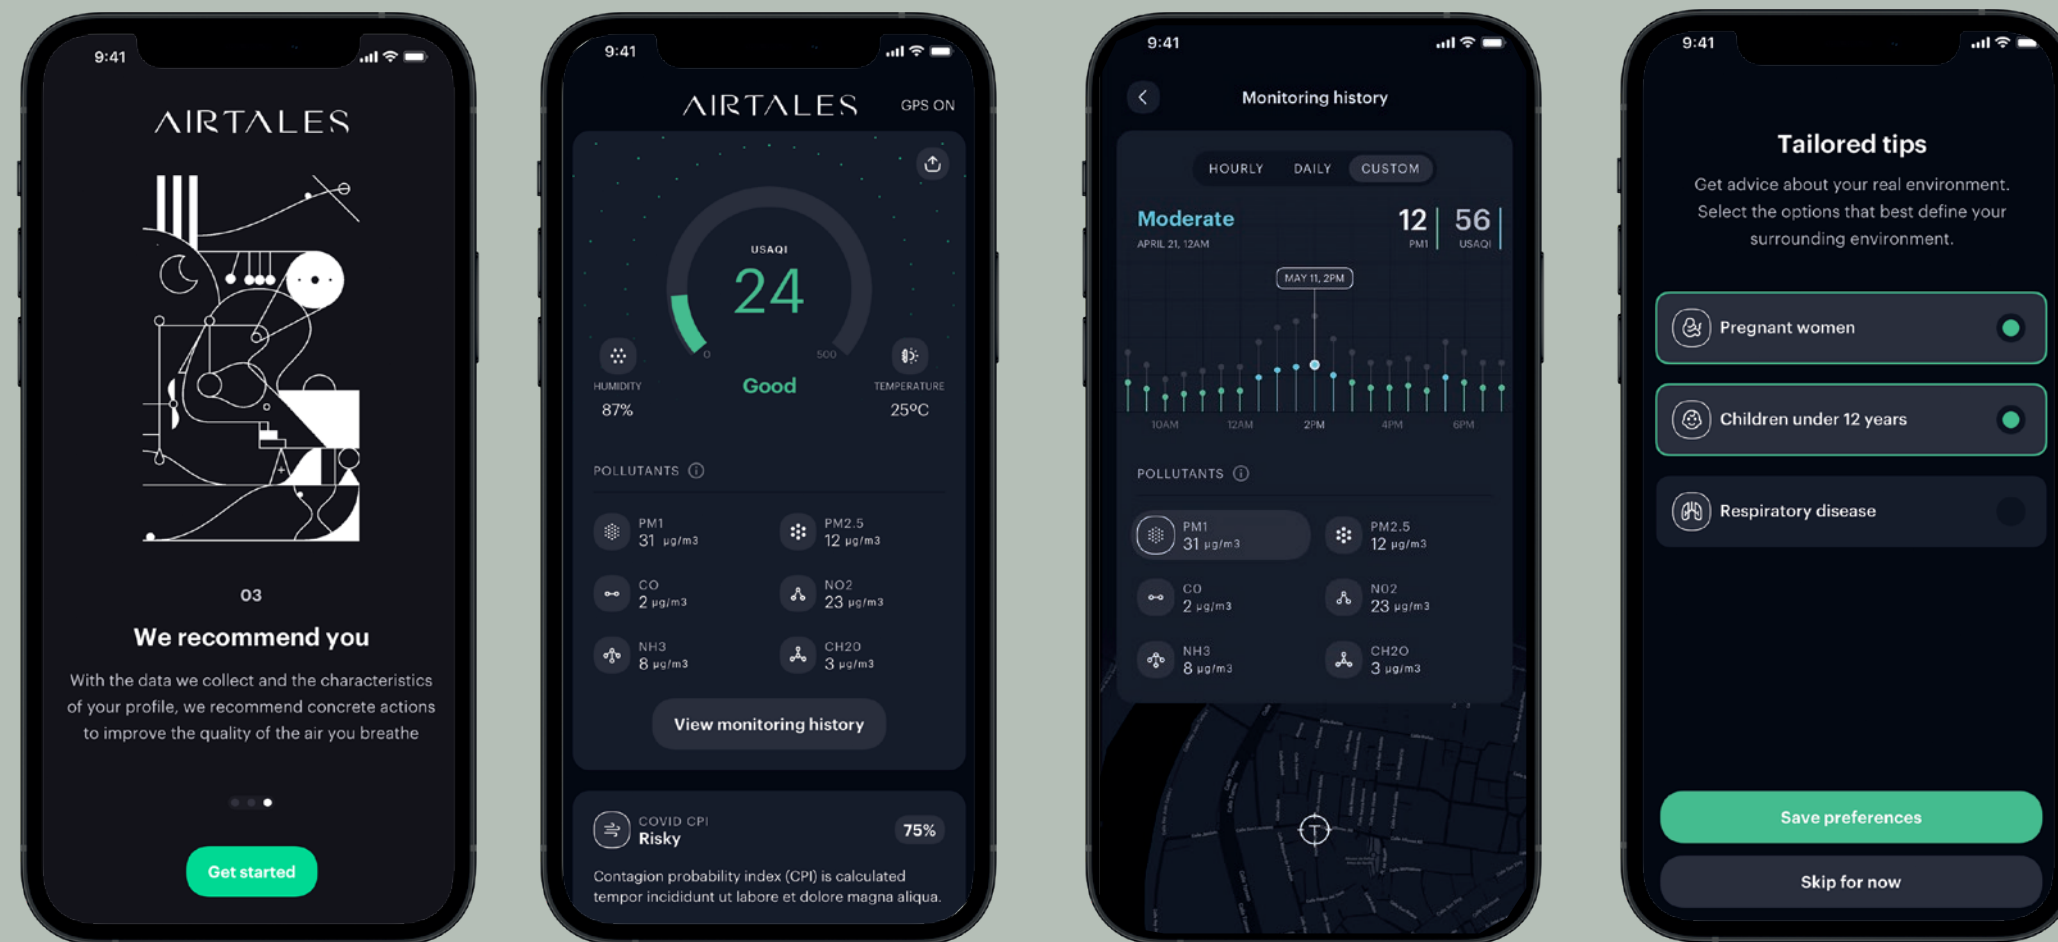 9:41
AIRTALES
03
We recommend you
With the data we collect and the characteristics
of your profile, we recommend concrete actions
to improve the quality of the air you breathe
Get started
9:41
AIRTALES GPS ON
USAQI
24
0 500
Good
HUMIDITY
87%
TEMPERATURE
25ºC
POLLUTANTS
PM1
31 µg/m3
PM2.5
12 µg/m3
CO
2 µg/m3
NO2
23 µg/m3
NH3
8 µg/m3
CH2O
3 µg/m3
View monitoring history
COVID CPI
Risky
75%
Contagion probability index (CPI) is calculated
tempor incididunt ut labore et dolore magna aliqua.
9:41
Monitoring history
HOURLY DAILY CUSTOM
Moderate
APRIL 21, 12AM
12
PM1
56
USAQI
MAY 11, 2PM
10AM 12AM 2PM 4PM 6PM
POLLUTANTS
PM1
31 µg/m3
PM2.5
12 µg/m3
CO
2 µg/m3
NO2
23 µg/m3
NH3
8 µg/m3
CH2O
3 µg/m3
T
9:41
Tailored tips
Get advice about your real environment.
Select the options that best define your
surrounding environment.
Pregnant women
Children under 12 years
Respiratory disease
Save preferences
Skip for now